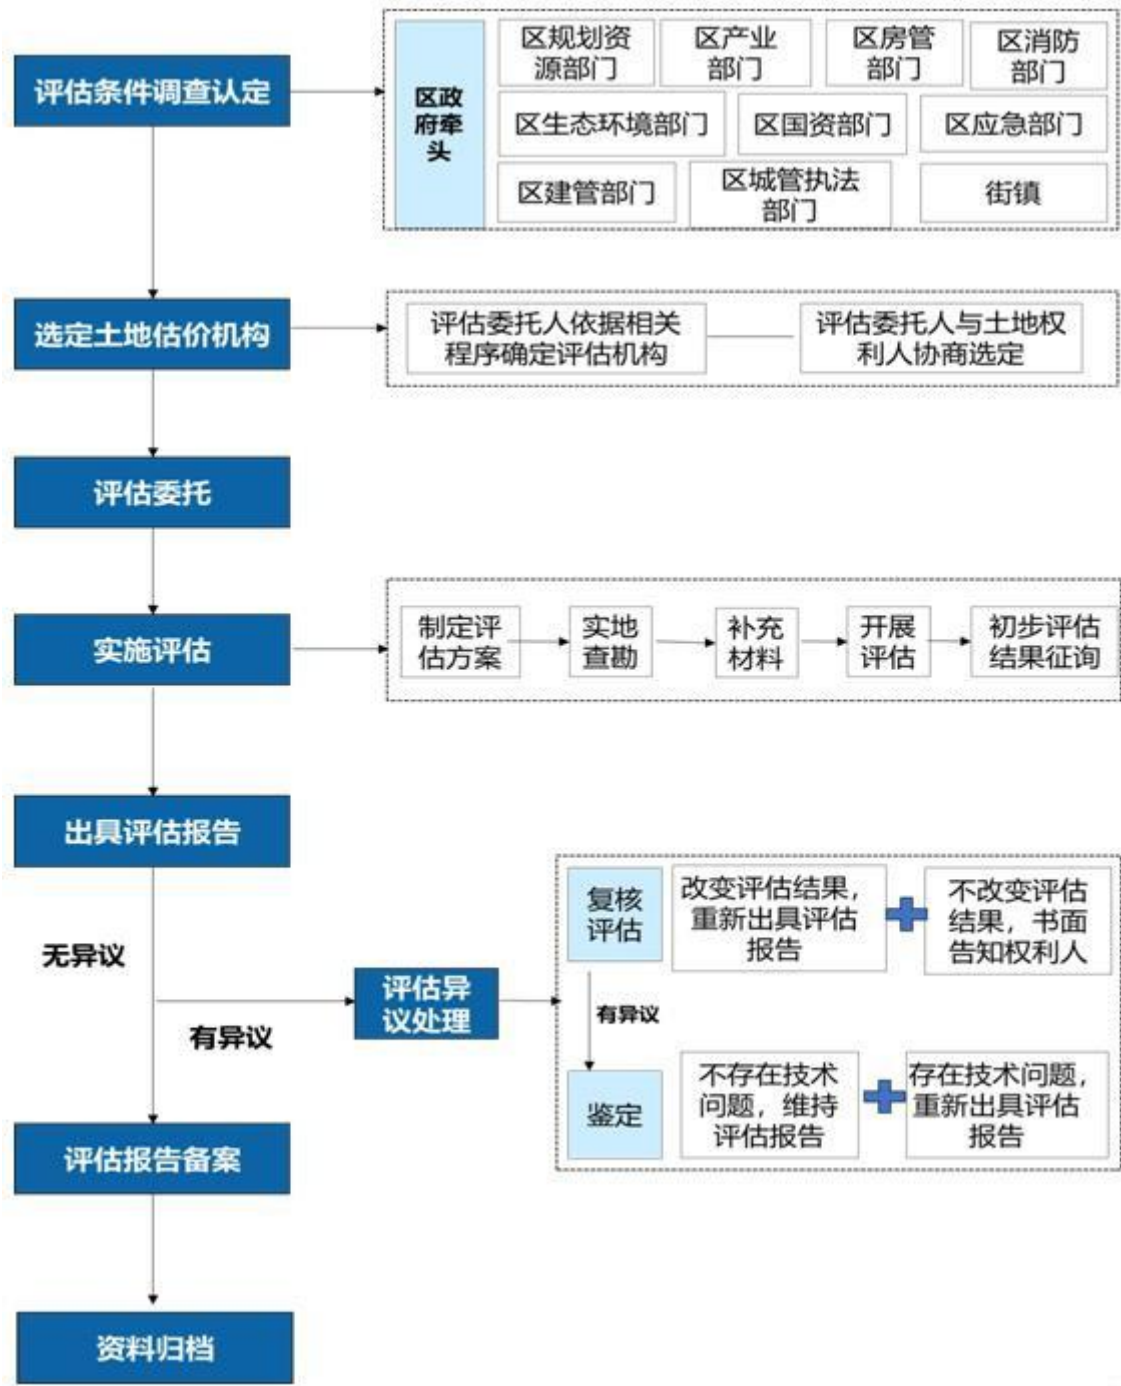 评估条件调查认定
区政
府牵
头
区规划资
源部门
区产业
部门
区房管
部门
区消防
部门
区生态环境部门
区国资部门
区应急部门
区建管部门
区城管执法
部门
街镇
选定土地估价机构
评估委托人依据相关
程序确定评估机构
评估委托人与土地权
利人协商选定
评估委托
实施评估
制定评
估方案
实地
查勘
补充
材料
开展
评估
初步评估
结果征询
出具评估报告
无异议
有异议
评估异
议处理
复核
评估
改变评估结果，
重新出具评估
报告
不改变评估
结果，书面
告知权利人
有异议
鉴定
不存在技术
问题，维持
评估报告
存在技术问题，
重新出具评估
报告
评估报告备案
资料归档